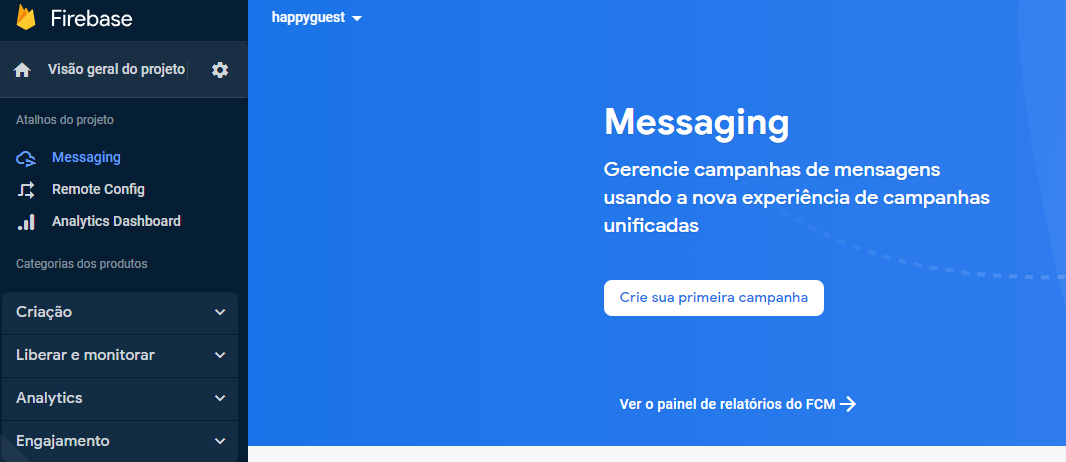 Firebase
happyguest
Visão geral do projeto
Atalhos do projeto
Messaging
Remote Config
Analytics Dashboard
Categorias dos produtos
Criação
Liberar e monitorar
Analytics
Engajamento
Messaging
Gerencie campanhas de mensagens
usando a nova experiência de campanhas
unificadas
Crie sua primeira campanha
Ver o painel de relatórios do FCM